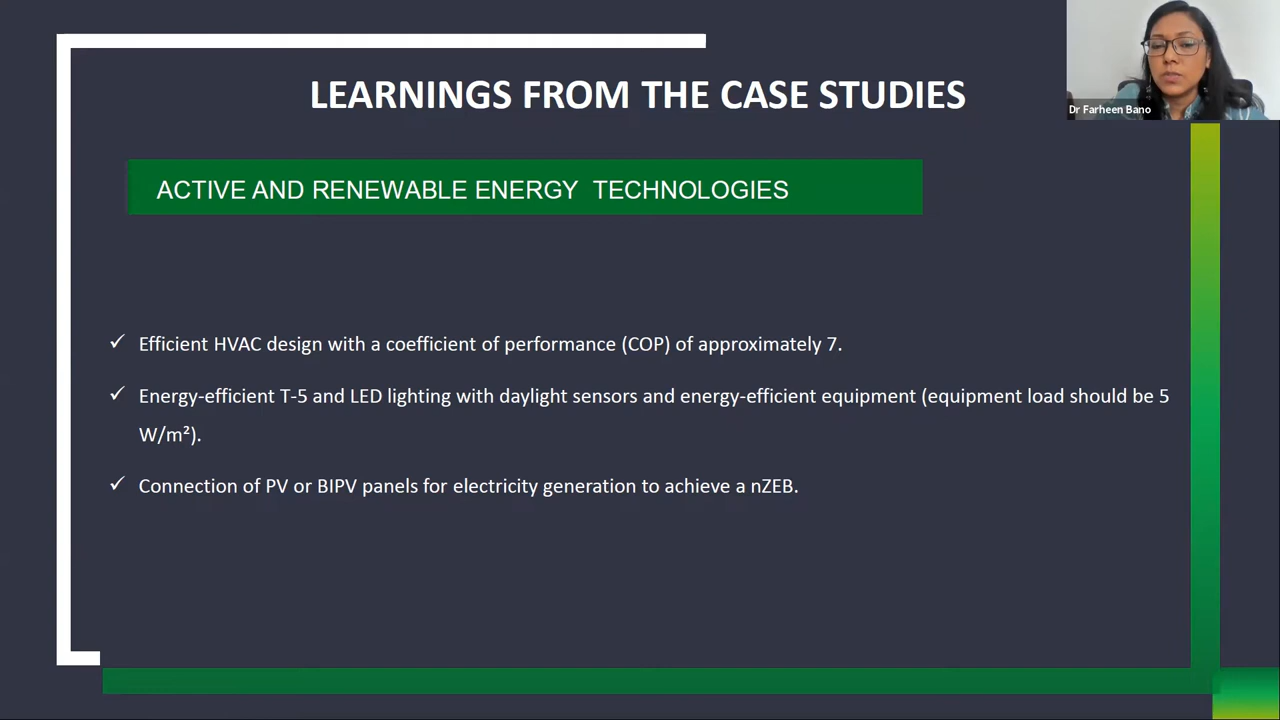 LEARNINGS FROM THE CASE STUDIES
Dr Farheen Bano
ACTIVE AND RENEWABLE ENERGY TECHNOLOGIES
✓ Efficient HVAC design with a coefficient of performance (COP) of approximately 7.
✓ Energy-efficient T-5 and LED lighting with daylight sensors and energy-efficient equipment (equipment load should be 5
W/m²).
✓ Connection of PV or BIPV panels for electricity generation to achieve a nZEB.